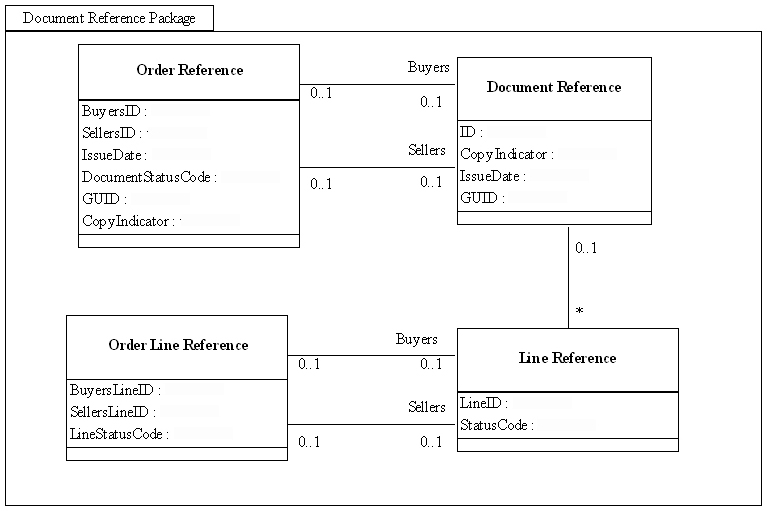 Document Reference Package
Order Reference
BuyersID :
SellersID :
IssueDate :
DocumentStatusCode :
GUID :
CopyIndicator :
Buyers
0..1
0..1
Sellers
0..1
0..1
Document Reference
ID :
CopyIndicator :
IssueDate :
GUID :
0..1
*
Order Line Reference
BuyersLineID :
SellersLineID :
LineStatusCode :
Buyers
0..1
0..1
Sellers
0..1
0..1
Line Reference
LineID :
StatusCode :